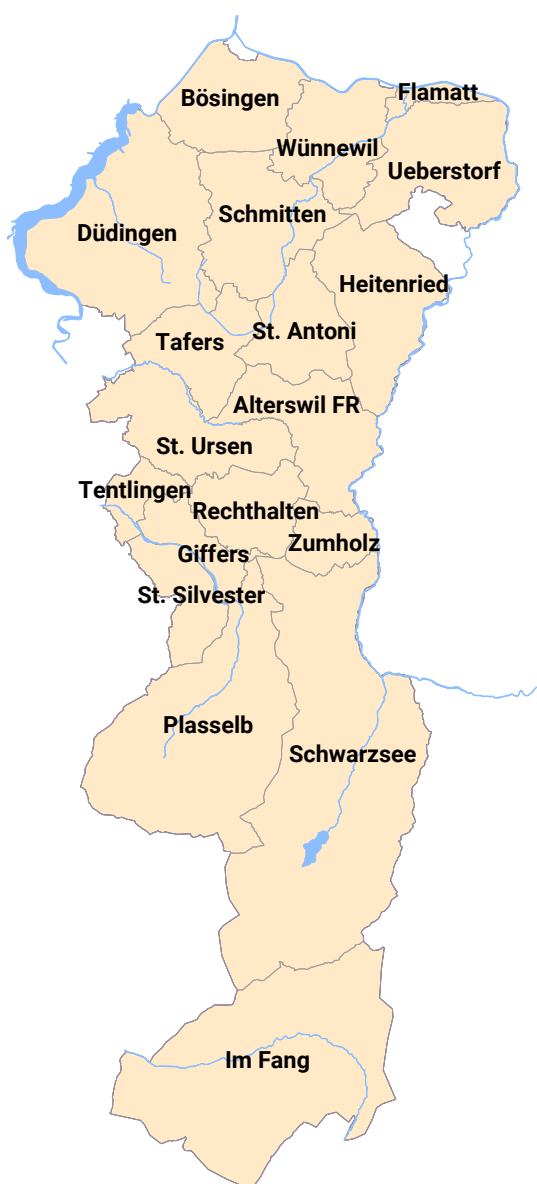 Flamatt
Bösingen
Wünnewil
Ueberstorf
Schmitten
Düdingen
Heitenried
St. Antoni
Tafers
Alterswil FR
St. Ursen
Tentlingen
Rechthalten
Zumholz
Giffers
St. Silvester
Plasselb
Schwarzsee
Im Fang